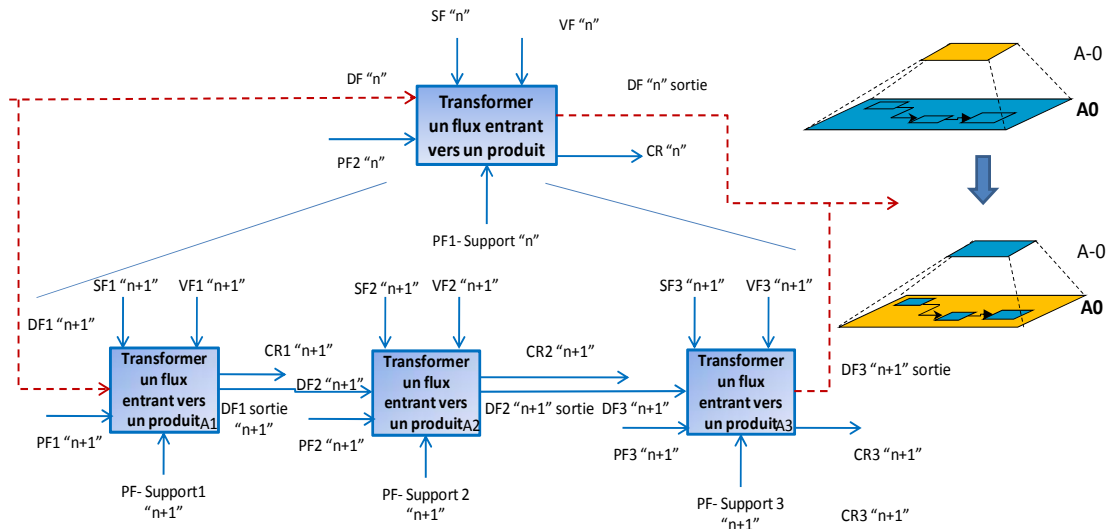 SF “n”
VF “n”
DF “n”
DF “n” sortie
Transformer
un flux entrant
vers un produit
PF2 “n”
CR “n”
PF1- Support “n”
A-0
A0
A-0
A0
SF1 “n+1”
VF1 “n+1”
DF1 “n+1”
CR1 “n+1”
Transformer
un flux
entrant vers
un produit
A1
DF1 sortie
“n+1”
PF1 “n+1”
PF- Support1
“n+1”
SF2 “n+1”
VF2 “n+1”
DF2 “n+1”
CR2 “n+1”
Transformer
un flux
entrant vers
un produit
A2
DF2 “n+1” sortie
PF2 “n+1”
PF- Support 2
“n+1”
SF3 “n+1”
VF3 “n+1”
DF3 “n+1”
DF3 “n+1” sortie
Transformer
un flux
entrant vers
un produit
A3
PF3 “n+1”
CR3 “n+1”
PF- Support 3
“n+1”
CR3 “n+1”